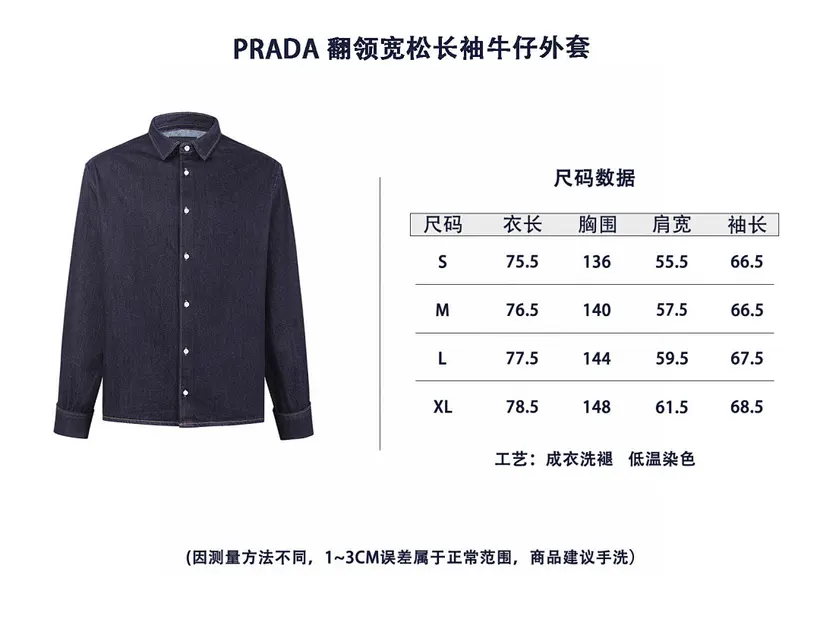 PRADA 翻领宽松长袖牛仔外套
尺码数据
尺码 衣长 胸围 肩宽 袖长
S 75.5 136 55.5 66.5
M 76.5 140 57.5 66.5
L 77.5 144 59.5 67.5
XL 78.5 148 61.5 68.5
工艺：成衣洗褪 低温染色
(因测量方法不同，1~3CM误差属于正常范围，商品建议手洗)